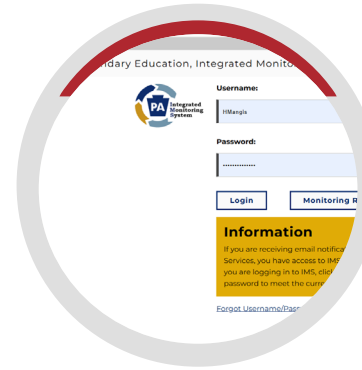 dary Education, Integrated Monito
Username:
PA Integrated
Monitoring
System
HMangis
Password:
Login Monitoring R
Information
If you are receiving email notifica
Services, you have access to IMS
you are logging in to IMS, click
password to meet the curre
Forgot Username/Pass